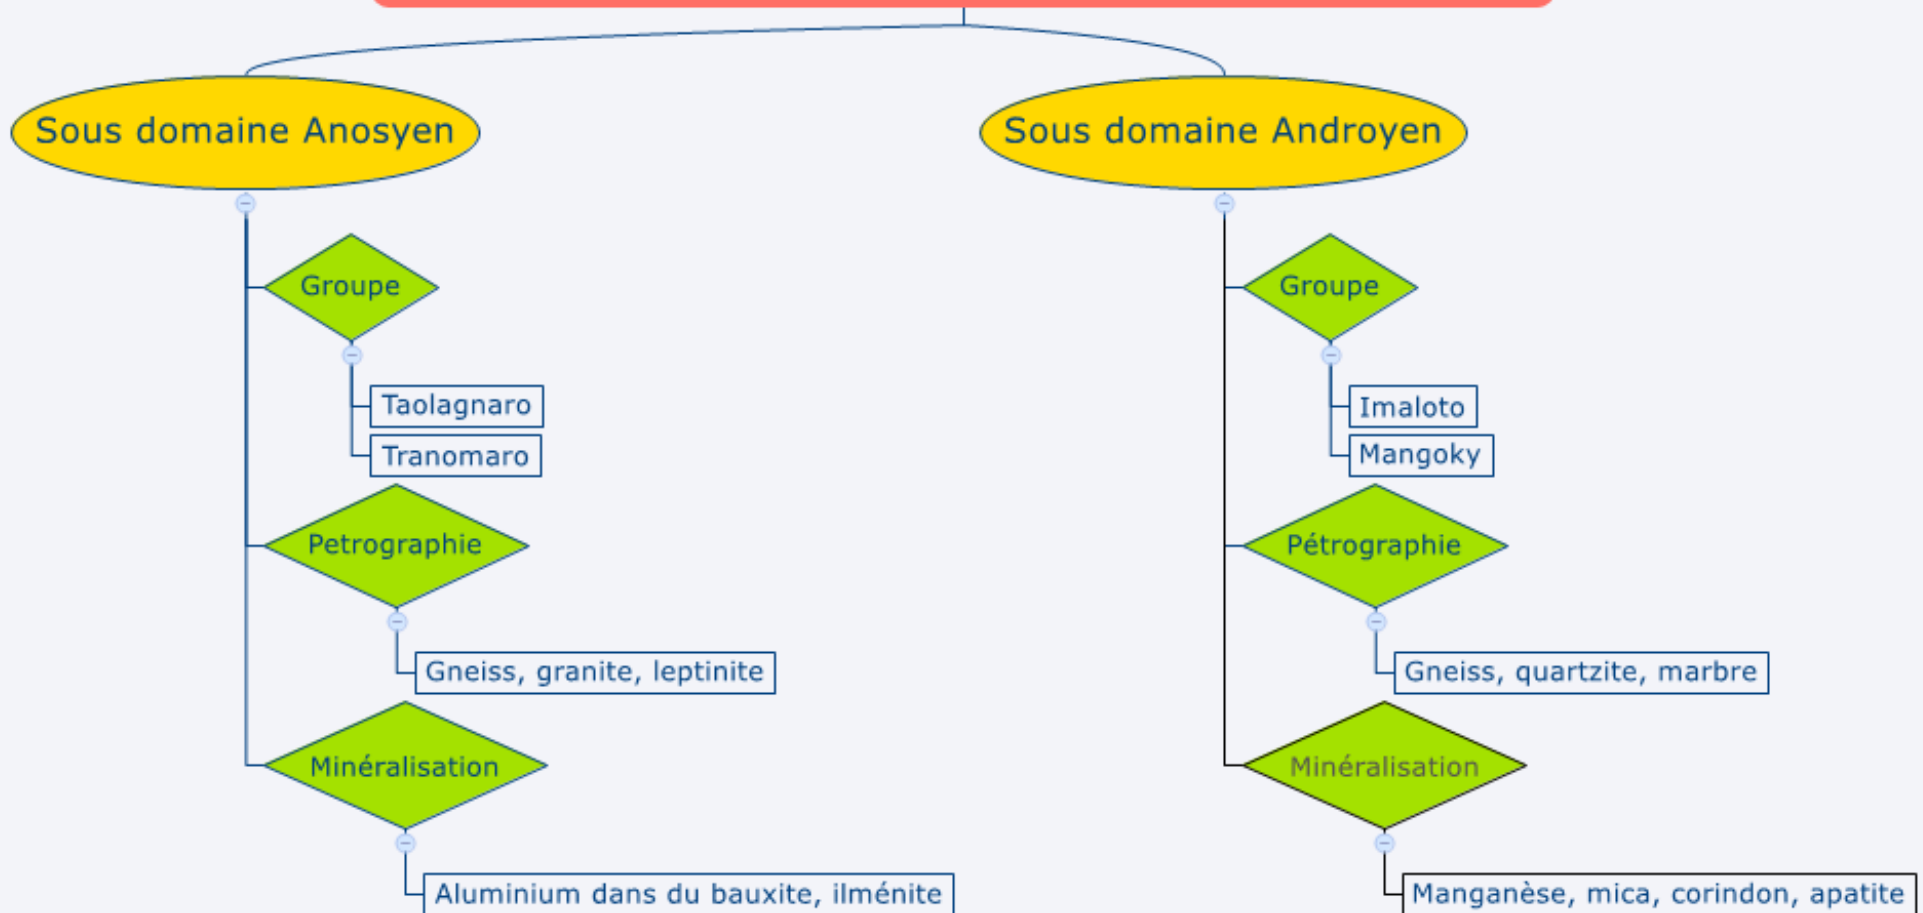 Sous domaine Anosyen
Groupe
Taolagnaro
Tranomaro
Petrographie
Gneiss, granite, leptinite
Minéralisation
Aluminium dans du bauxite, ilménite
Sous domaine Androyen
Groupe
Imaloto
Mangoky
Pétrographie
Gneiss, quartzite, marbre
Minéralisation
Manganèse, mica, corindon, apatite